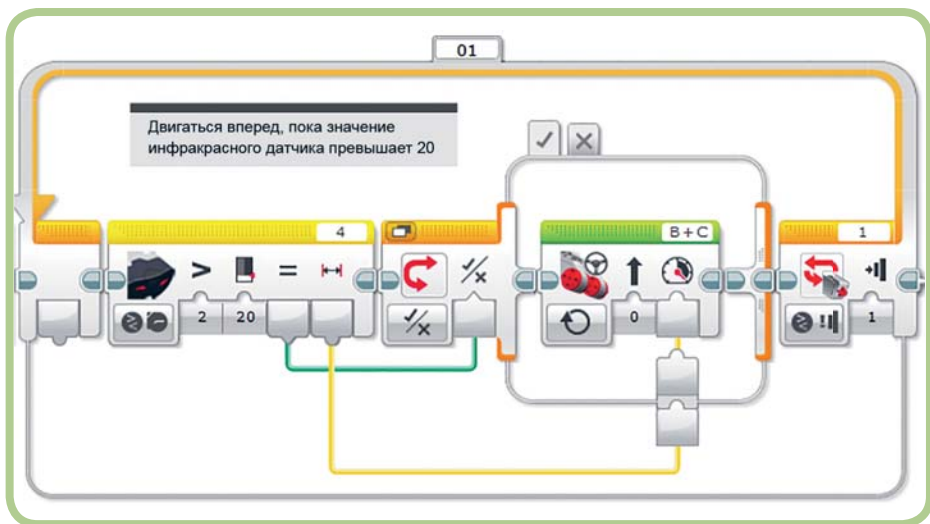 01
Двигаться вперед, пока значение
инфракрасного датчика превышает 20
4
B + C
1
2
20
0
1